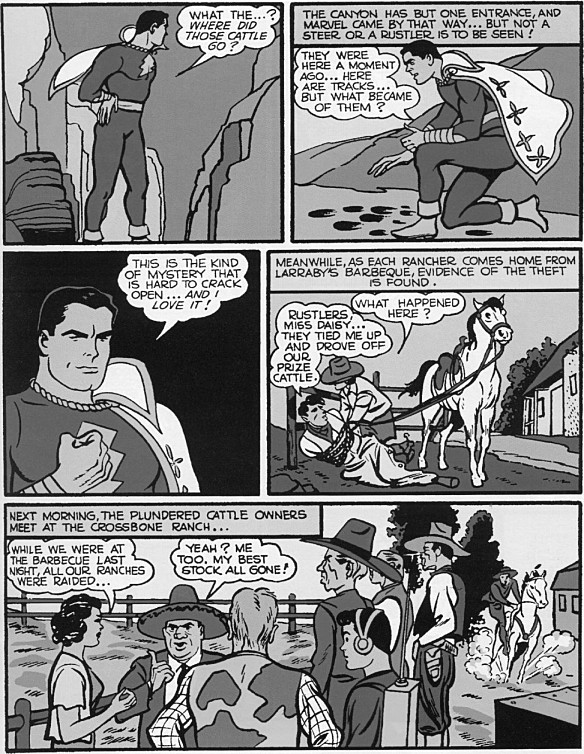 WHAT THE...?
WHERE DID
THOSE CATTLE
GO?
THE CANYON HAS BUT ONE ENTRANCE, AND
MARVEL CAME BY THAT WAY... BUT NOT A
STEER OR A RUSTLER IS TO BE SEEN!
THEY WERE
HERE A MOMENT
AGO... HERE
ARE TRACKS...
BUT WHAT BECAME
OF THEM?
THIS IS THE KIND
OF MYSTERY THAT
IS HARD TO CRACK
OPEN... AND I
LOVE IT!
MEANWHILE, AS EACH RANCHER COMES HOME FROM
LARRABY'S BARBEQUE, EVIDENCE OF THE THEFT
IS FOUND.
RUSTLERS,
MISS DAISY...
THEY TIED ME UP
AND DROVE OFF
OUR
PRIZE
CATTLE.
WHAT HAPPENED
HERE?
NEXT MORNING, THE PLUNDERED CATTLE OWNERS
MEET AT THE CROSSBONE RANCH...
WHILE WE WERE AT
THE BARBECUE LAST
NIGHT, ALL OUR RANCHES
WERE RAIDED...
YEAH? ME
TOO. MY BEST
STOCK, ALL GONE!